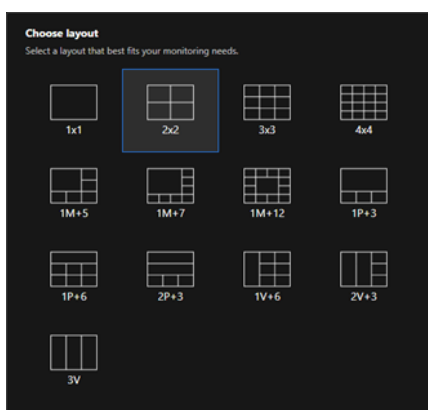 Choose layout
Select a layout that best fits your monitoring needs.
1x1
2x2
3x3
4x4
1M+5
1M+7
1M+12
1P+3
1P+6
2P+3
1V+6
2V+3
3V